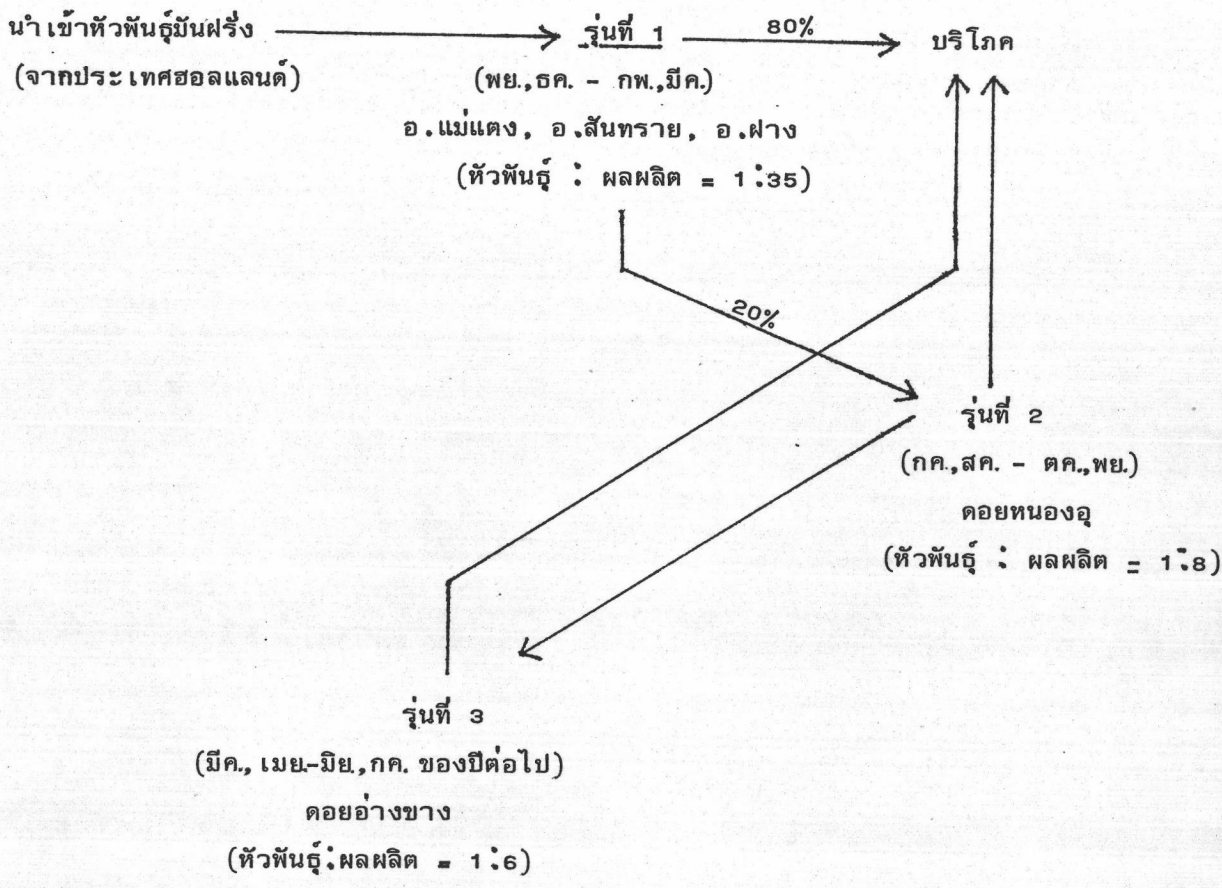 นำเข้าหัวพันธุ์มันฝรั่ง
(จากประเทศฮอลแลนด์)
รุ่นที่ 1
80%
บริโภค
(พย.,ธค. - กพ.,มีค.)
อ.แม่แตง, อ.สันทราย, อ.ฝาง
(หัวพันธุ์ : ผลผลิต = 1:35)
20%
รุ่นที่ 2
(กค.,สค. - ตค.,พย.)
ดอยหนองอุ
(หัวพันธุ์ : ผลผลิต = 1:8)
รุ่นที่ 3
(มีค., เมย.-มิย.,กค. ของปีต่อไป)
ดอยอ่างขาง
(หัวพันธุ์:ผลผลิต = 1:6)